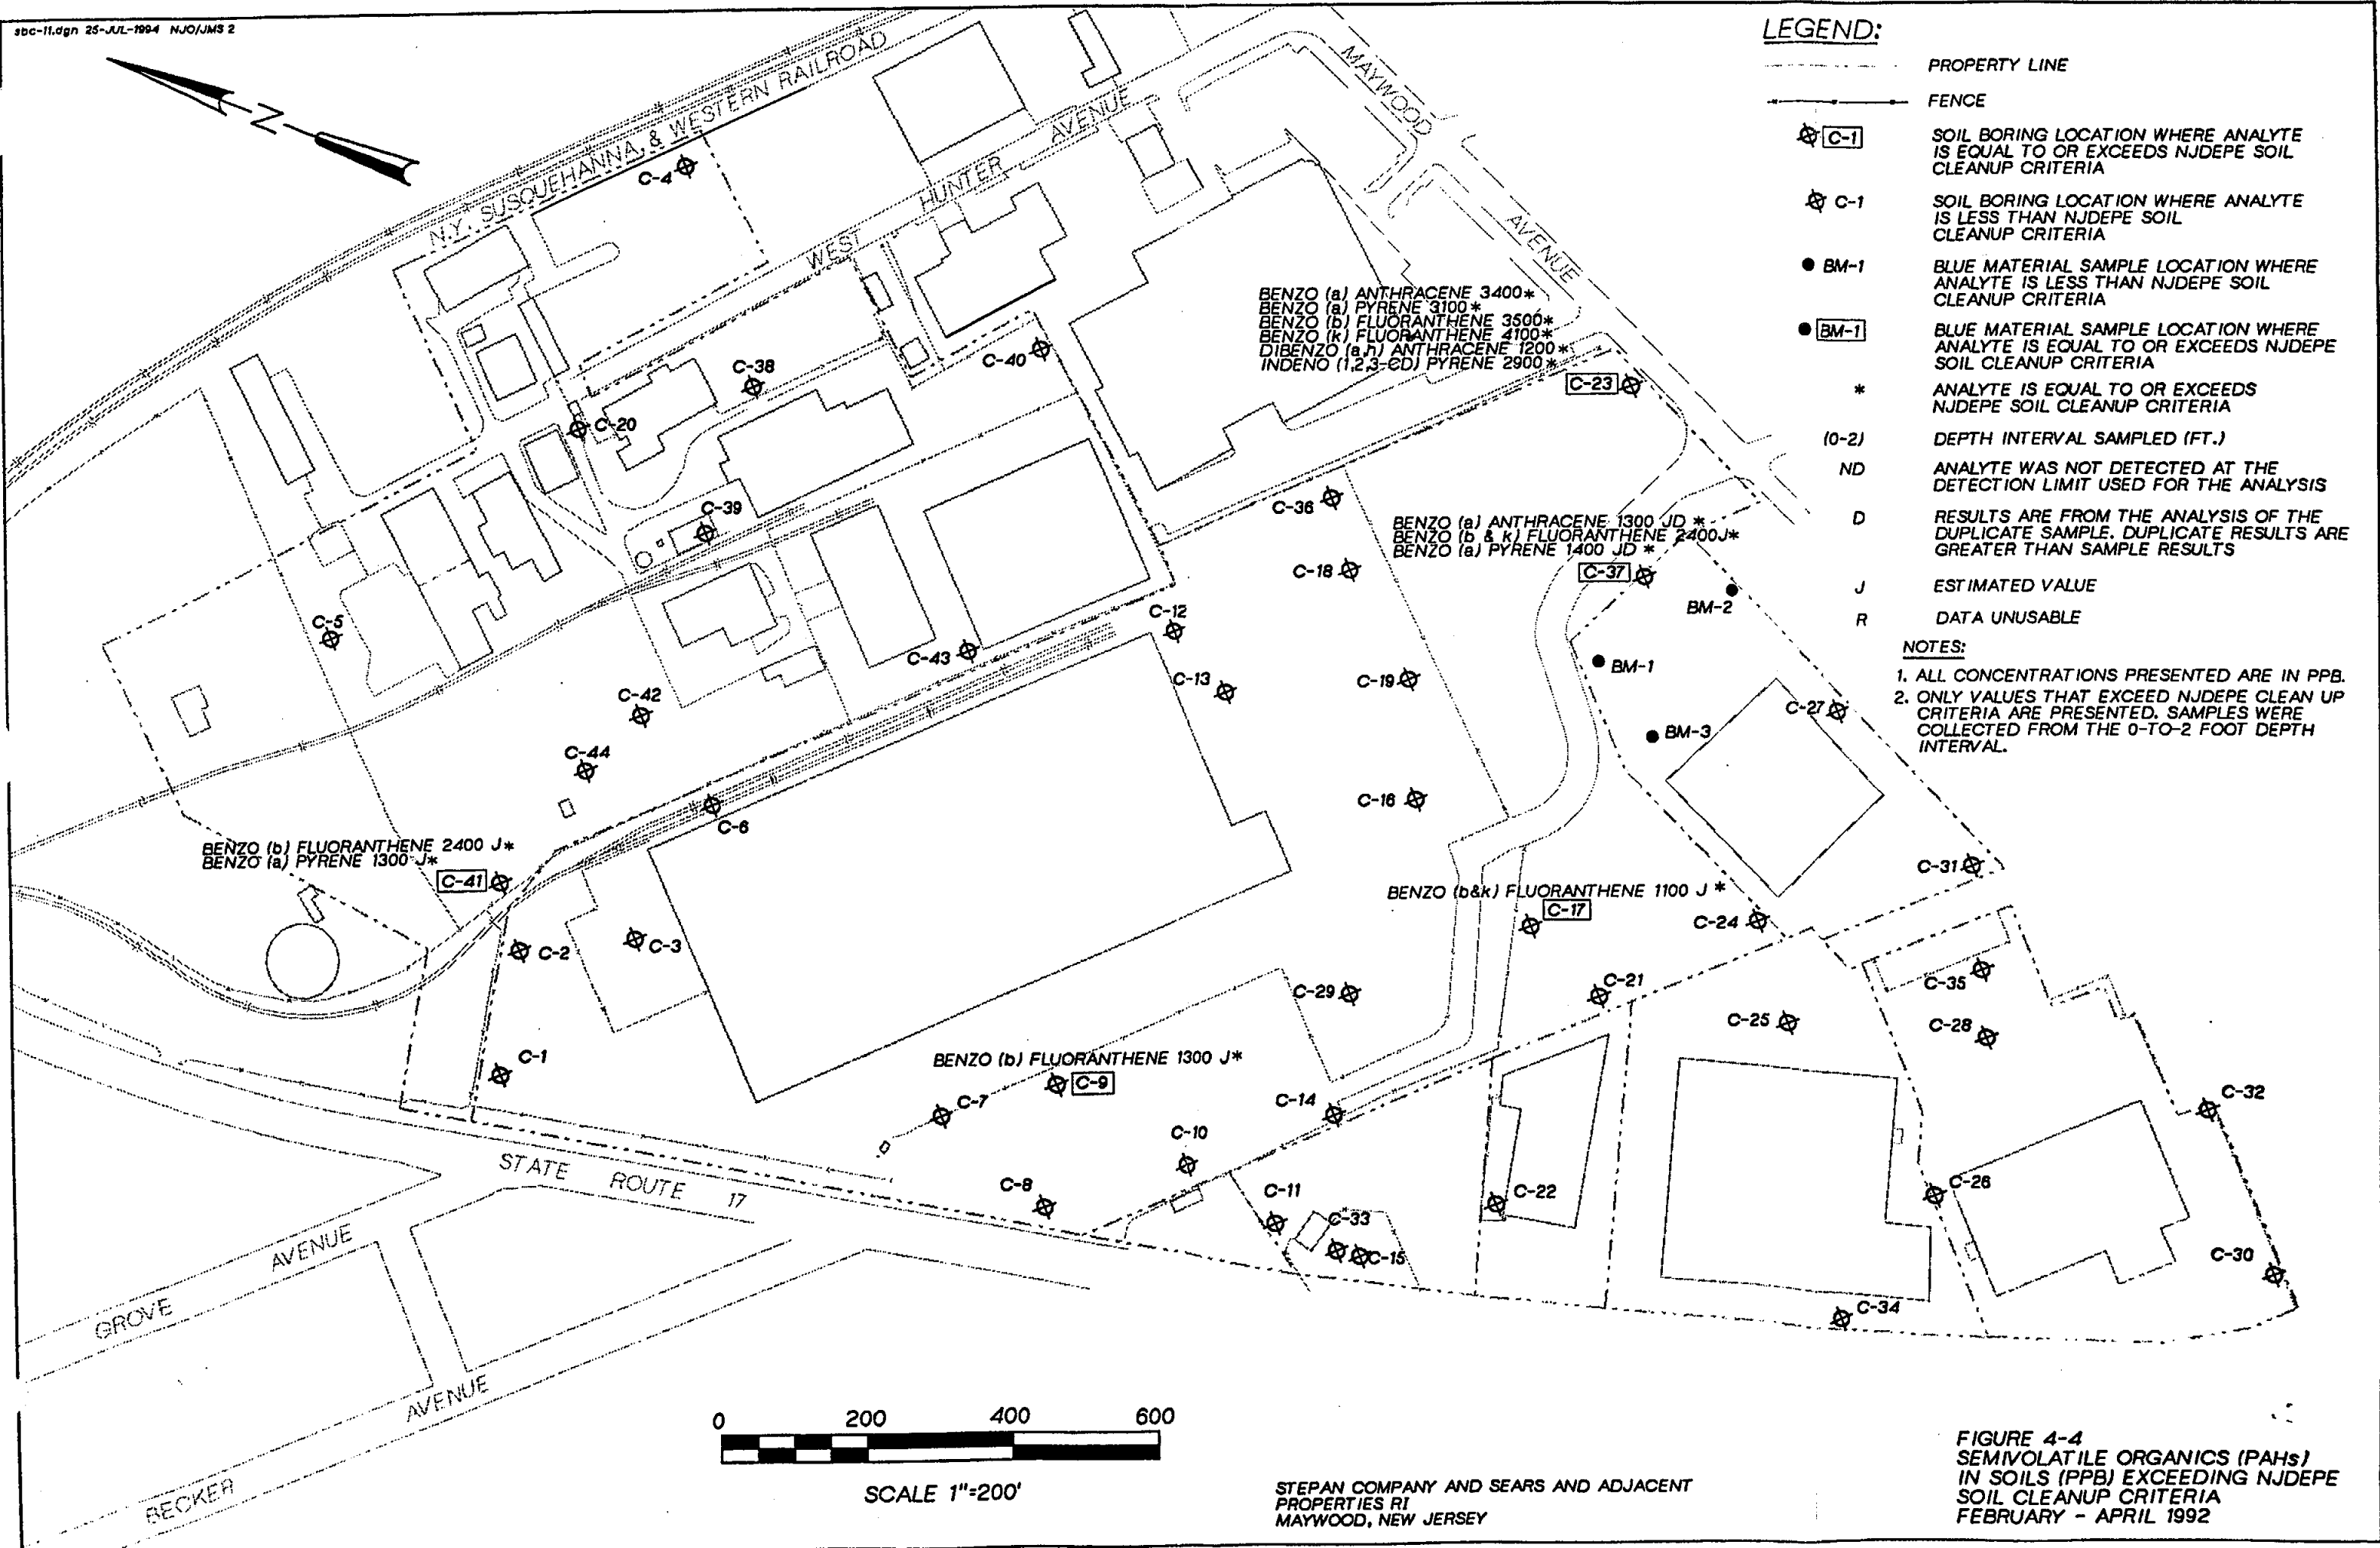 sbc-11.dgn 25-JUL-1994 NJO/JMS 2
N
N.Y. SUSQUEHANNA, & WESTERN RAILROAD
WEST HUNTER AVENUE
MAYWOOD AVENUE
C-4
C-40
C-38
C-20
C-39
C-5
C-43
C-42
C-44
C-6
C-12
C-13
C-36
C-18
C-19
C-16
BENZO (a) ANTHRACENE 3400*
BENZO (a) PYRENE 3100*
BENZO (b) FLUORANTHENE 3500*
BENZO (k) FLUORANTHENE 4100*
DIBENZO (a,h) ANTHRACENE 1200*
INDENO (1,2,3-CD) PYRENE 2900*
C-23
BENZO (a) ANTHRACENE 1300 JD *
BENZO (b & k) FLUORANTHENE 2400J*
BENZO (a) PYRENE 1400 JD *
C-37
BM-2
BM-1
BM-3
C-27
C-31
BENZO (b) FLUORANTHENE 2400 J*
BENZO (a) PYRENE 1300 J*
C-41
C-2
C-3
C-1
BENZO (b&k) FLUORANTHENE 1100 J *
C-17
C-24
C-21
C-29
C-35
C-25
C-28
BENZO (b) FLUORANTHENE 1300 J*
C-9
C-7
C-14
C-10
C-8
C-11
C-33
C-15
C-22
C-32
C-26
C-30
C-34
STATE ROUTE 17
GROVE AVENUE
BECKER AVENUE
0 200 400 600
SCALE 1"=200'
STEPAN COMPANY AND SEARS AND ADJACENT
PROPERTIES RI
MAYWOOD, NEW JERSEY
LEGEND:
PROPERTY LINE
FENCE
C-1 SOIL BORING LOCATION WHERE ANALYTE
IS EQUAL TO OR EXCEEDS NJDEPE SOIL
CLEANUP CRITERIA
C-1 SOIL BORING LOCATION WHERE ANALYTE
IS LESS THAN NJDEPE SOIL
CLEANUP CRITERIA
BM-1 BLUE MATERIAL SAMPLE LOCATION WHERE
ANALYTE IS LESS THAN NJDEPE SOIL
CLEANUP CRITERIA
BM-1 BLUE MATERIAL SAMPLE LOCATION WHERE
ANALYTE IS EQUAL TO OR EXCEEDS NJDEPE
SOIL CLEANUP CRITERIA
* ANALYTE IS EQUAL TO OR EXCEEDS
NJDEPE SOIL CLEANUP CRITERIA
(0-2) DEPTH INTERVAL SAMPLED (FT.)
ND ANALYTE WAS NOT DETECTED AT THE
DETECTION LIMIT USED FOR THE ANALYSIS
D RESULTS ARE FROM THE ANALYSIS OF THE
DUPLICATE SAMPLE. DUPLICATE RESULTS ARE
GREATER THAN SAMPLE RESULTS
J ESTIMATED VALUE
R DATA UNUSABLE
NOTES:
1. ALL CONCENTRATIONS PRESENTED ARE IN PPB.
2. ONLY VALUES THAT EXCEED NJDEPE CLEAN UP
CRITERIA ARE PRESENTED. SAMPLES WERE
COLLECTED FROM THE 0-TO-2 FOOT DEPTH
INTERVAL.
FIGURE 4-4
SEMIVOLATILE ORGANICS (PAHs)
IN SOILS (PPB) EXCEEDING NJDEPE
SOIL CLEANUP CRITERIA
FEBRUARY - APRIL 1992